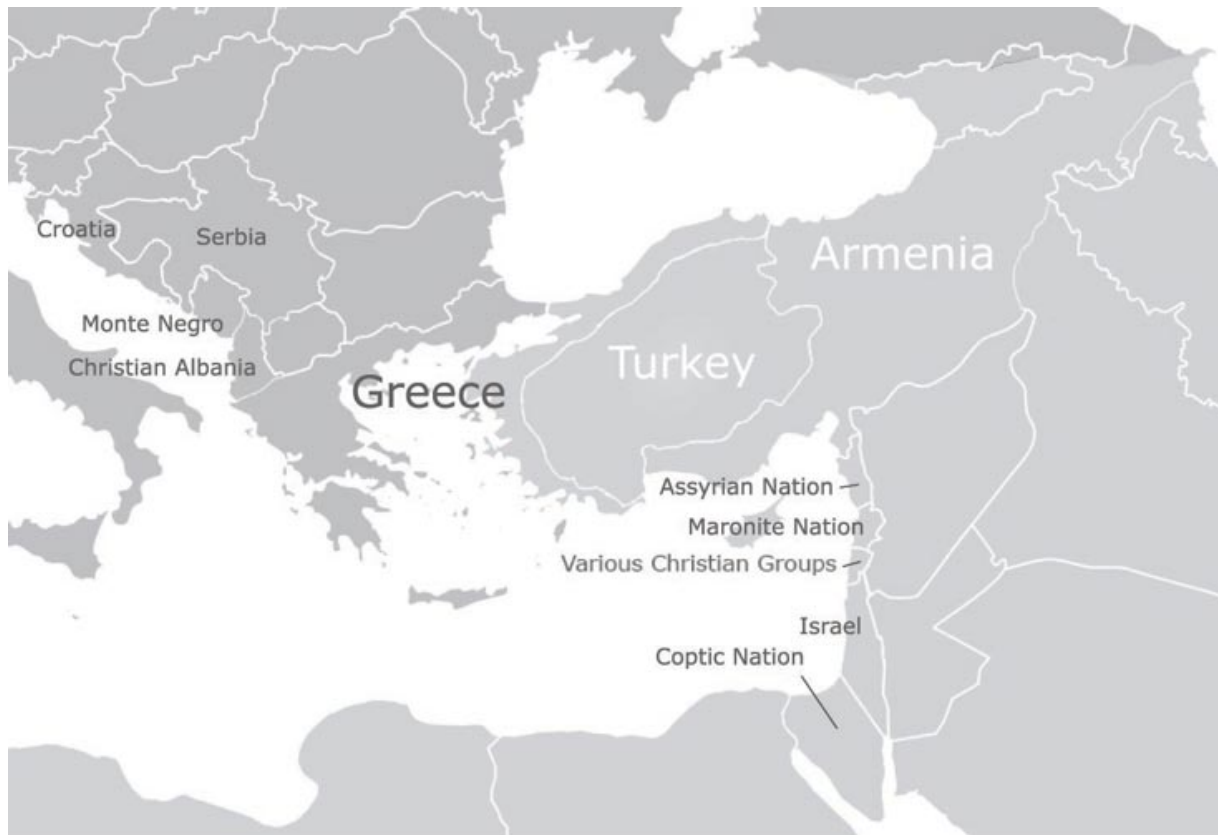 Croatia
Serbia
Armenia
Monte Negro
Christian Albania
Turkey
Greece
Assyrian Nation
Maronite Nation
Various Christian Groups
Israel
Coptic Nation